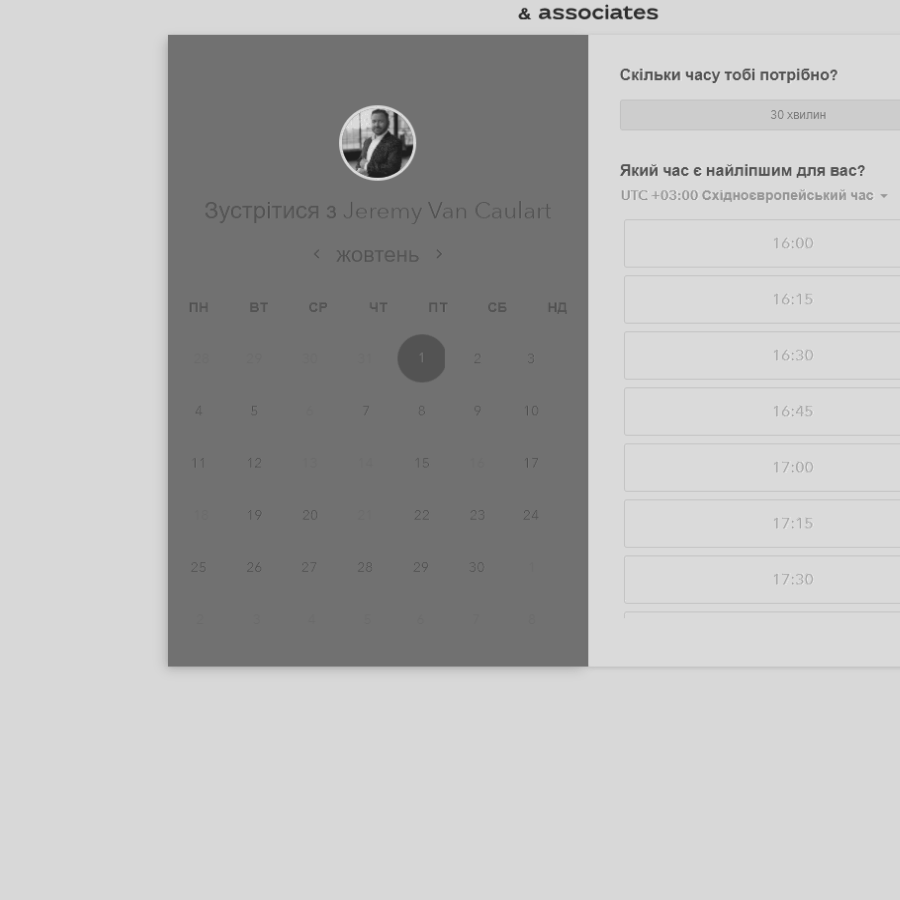 & associates
Зустрітися з Jeremy Van Caulart
жовтень
ПН ВТ СР ЧТ ПТ СБ НД
28 29 30 31 1 2 3
4 5 6 7 8 9 10
11 12 13 14 15 16 17
18 19 20 21 22 23 24
25 26 27 28 29 30 1
2 3 4 5 6 7 8
Скільки часу тобі потрібно?
30 хвилин
Який час є найліпшим для вас?
UTC +03:00 Східноєвропейський час
16:00
16:15
16:30
16:45
17:00
17:15
17:30